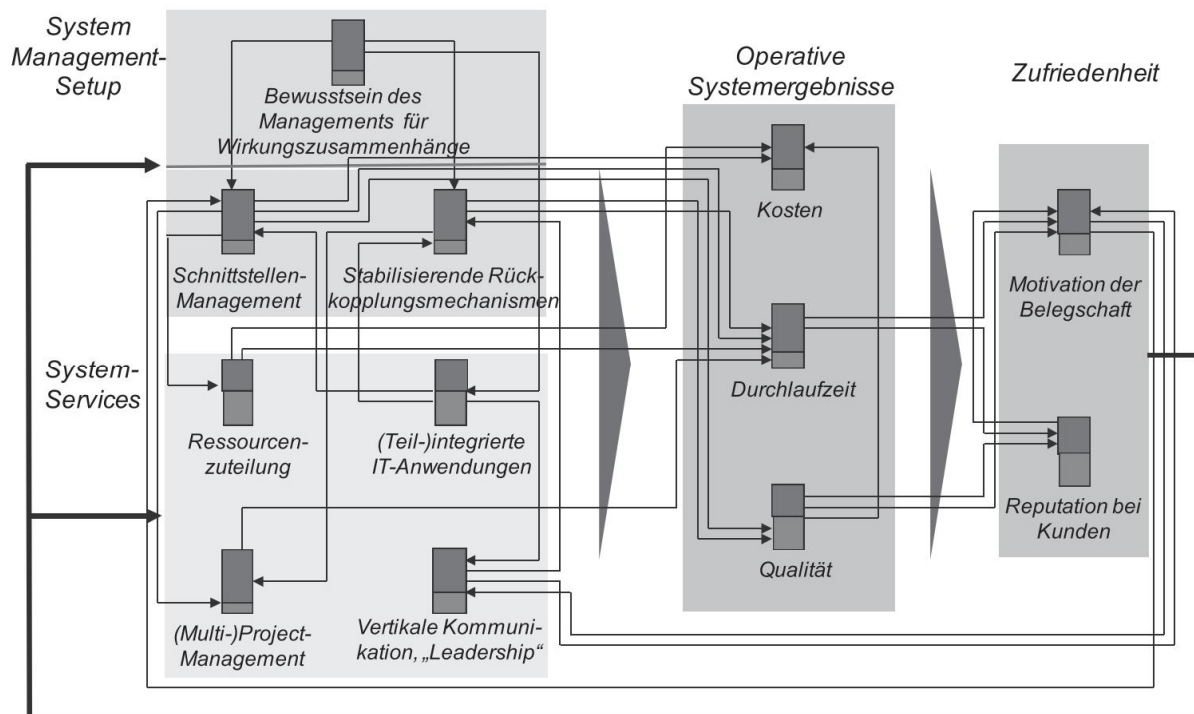 System
Management-
Setup
Bewusstsein des
Managements für
Wirkungszusammenhänge
Schnittstellen-
Management
Stabilisierende Rück-
kopplungsmechanismen
System-
Services
Ressourcen-
zuteilung
(Teil-)integrierte
IT-Anwendungen
(Multi-)Project-
Management
Vertikale Kommuni-
kation, „Leadership“
Operative
Systemergebnisse
Kosten
Durchlaufzeit
Qualität
Zufriedenheit
Motivation der
Belegschaft
Reputation bei
Kunden